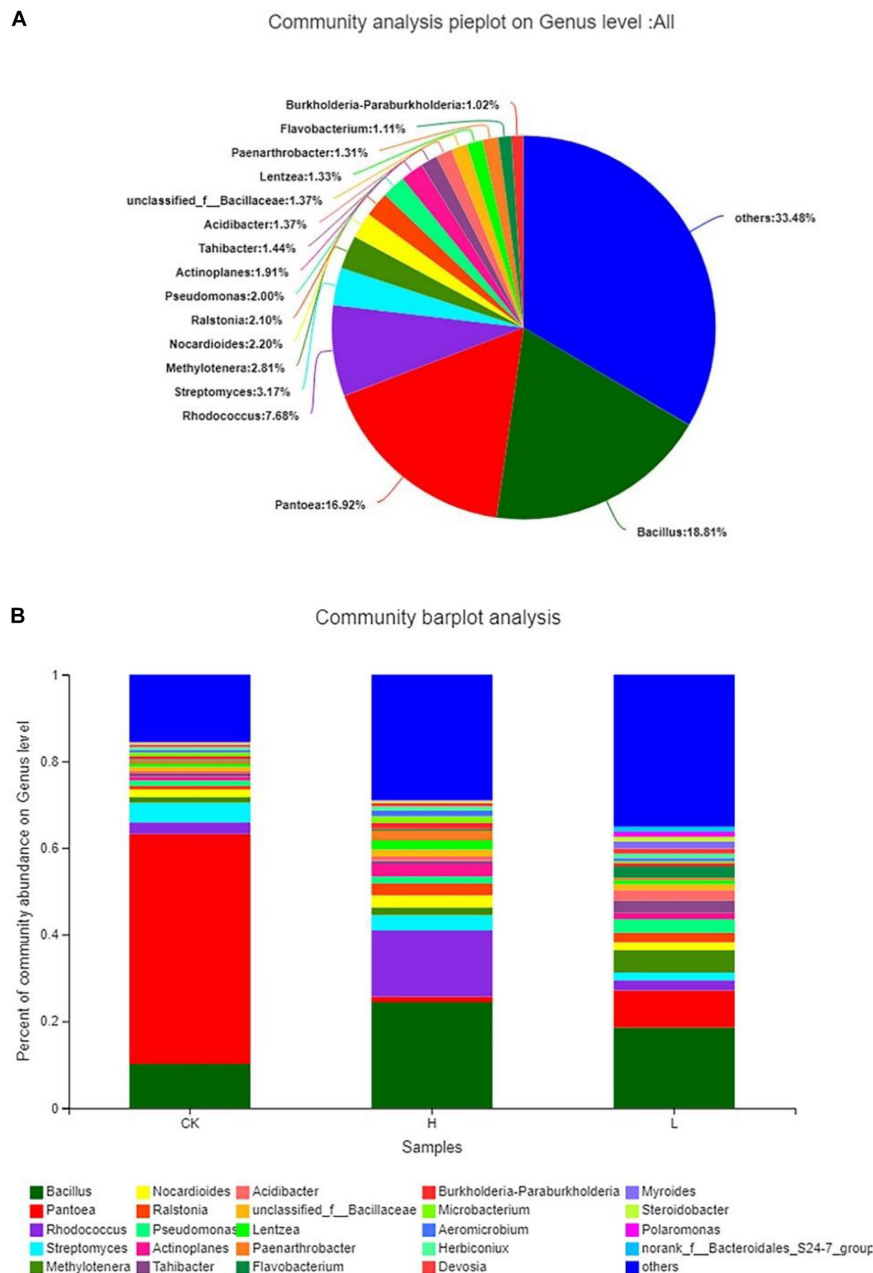 A
Community analysis pieplot on Genus level :All
Burkholderia-Paraburkholderia:1.02%
Flavobacterium:1.11%
Paenarthrobacter:1.31%
Lentzea:1.33%
unclassified_f__Bacillaceae:1.37%
Acidibacter:1.37%
Tahibacter:1.44%
Actinoplanes:1.91%
Pseudomonas:2.00%
Ralstonia:2.10%
Nocardioides:2.20%
Methylotenera:2.81%
Streptomyces:3.17%
Rhodococcus:7.68%
others:33.48%
Pantoea:16.92%
Bacillus:18.81%
B
Community barplot analysis
Percent of community abundance on Genus level
1
0.8
0.6
0.4
0.2
0
CK H L
Samples
Bacillus Nocardioides Acidibacter Burkholderia-Paraburkholderia Myroides
Pantoea Ralstonia unclassified_f__Bacillaceae Microbacterium Steroidobacter
Rhodococcus Pseudomonas Lentzea Aeromicrobium Polaromonas
Streptomyces Actinoplanes Paenarthrobacter Herbiconiux norank_f__Bacteroidales_S24-7_group
Methylotenera Tahibacter Flavobacterium Devosia others